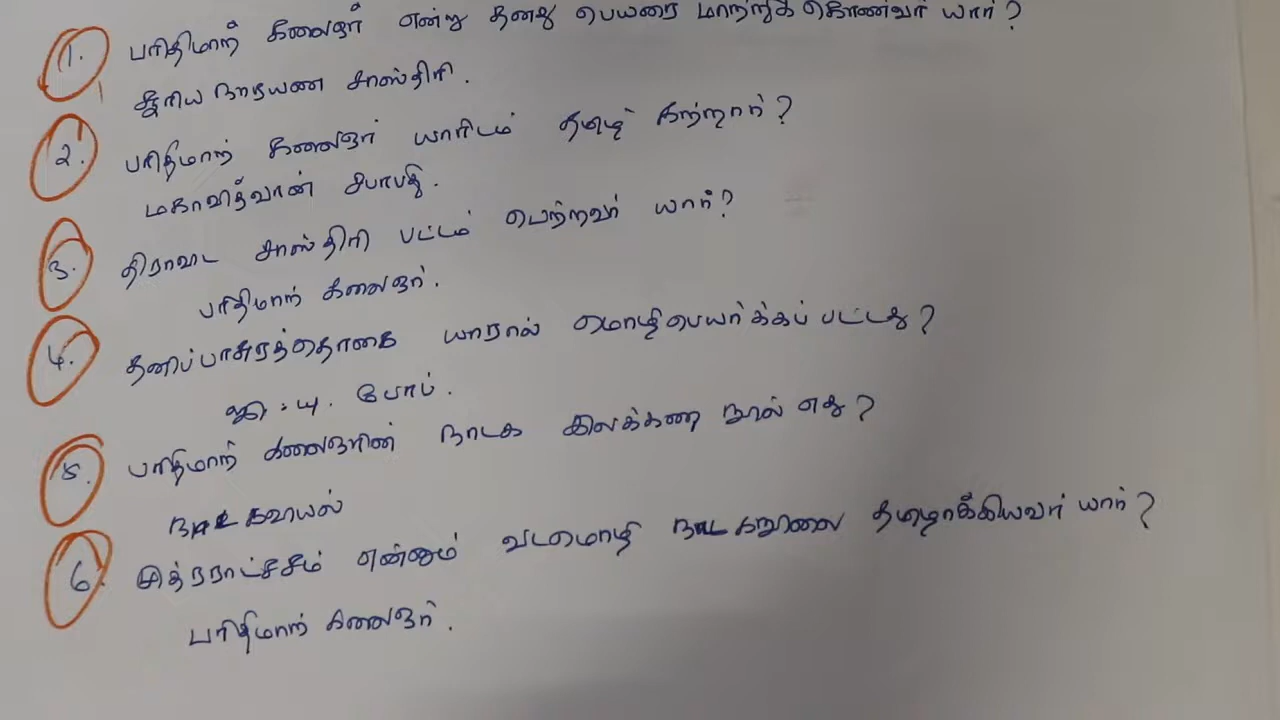 1. பரிதிமாற் கலைஞர் என்று தனது பெயரை மாற்றிக் கொண்டவர் யார் ?
சூரிய நாராயண சாஸ்திரி .
2. பரிதிமாற் கலைஞர் யாரிடம் தமிழ் கற்றார் ?
மகாவித்வான் சபாபதி .
3. திராவிட சாஸ்திரி பட்டம் பெற்றவர் யார் ?
பரிதிமாற் கலைஞர் .
4. தனிப்பாசுரத்தொகை யாரால் மொழிபெயர்க்கப் பட்டது ?
ஜி . யு . போப் .
5. பரிதிமாற் கலைஞரின் நாடக இலக்கண நூல் எது ?
நாடகவியல்
6. முத்ராராட்சசம் என்னும் வடமொழி நாடகநூலை தமிழாக்கியவர் யார் ?
பரிதிமாற் கலைஞர் .